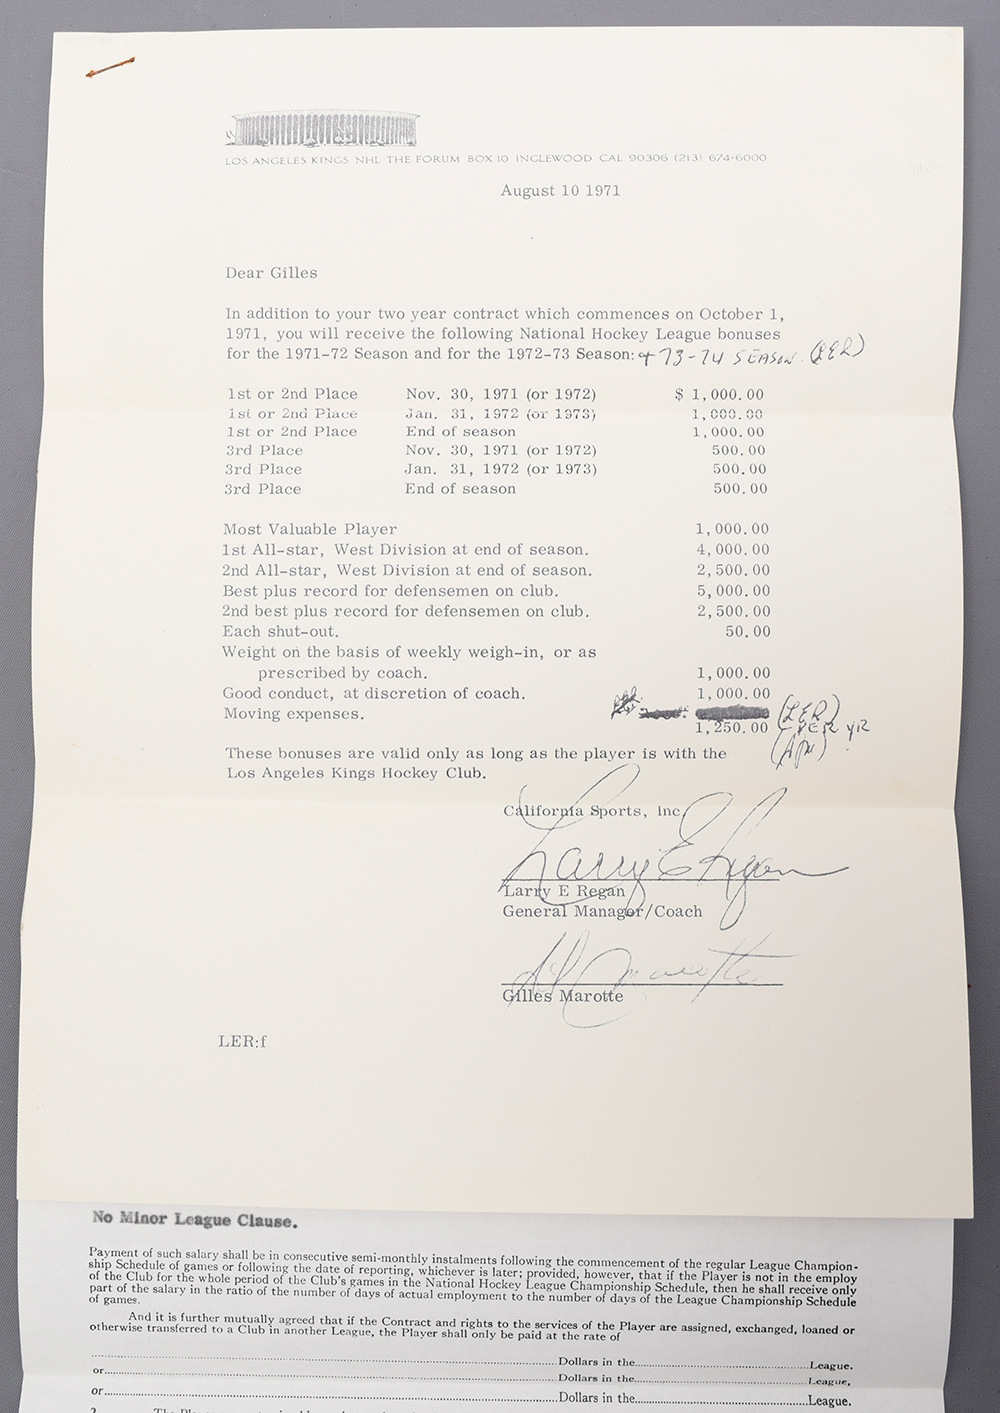 LOS ANGELES KINGS NHL THE FORUM BOX 10 INGLEWOOD CAL 90306 (213) 674-6000
August 10 1971
Dear Gilles
In addition to your two year contract which commences on October 1,
1971, you will receive the following National Hockey League bonuses
for the 1971-72 Season and for the 1972-73 Season: + 73-74 SEASON (LER)
1st or 2nd Place Nov. 30, 1971 (or 1972) $ 1,000.00
1st or 2nd Place Jan. 31, 1972 (or 1973) 1,000.00
1st or 2nd Place End of season 1,000.00
3rd Place Nov. 30, 1971 (or 1972) 500.00
3rd Place Jan. 31, 1972 (or 1973) 500.00
3rd Place End of season 500.00
Most Valuable Player 1,000.00
1st All-star, West Division at end of season. 4,000.00
2nd All-star, West Division at end of season. 2,500.00
Best plus record for defensemen on club. 5,000.00
2nd best plus record for defensemen on club. 2,500.00
Each shut-out. 50.00
Weight on the basis of weekly weigh-in, or as
prescribed by coach. 1,000.00
Good conduct, at discretion of coach. 1,000.00
Moving expenses. (LER)
1,250.00 PER YR
These bonuses are valid only as long as the player is with the
Los Angeles Kings Hockey Club.
California Sports, Inc
Larry E Regan
Larry E Regan
General Manager/Coach
Gilles Marotte
LER:f
No Minor League Clause.
Payment of such salary shall be in consecutive semi-monthly instalments following the commencement of the regular League Champion-
ship Schedule of games or following the date of reporting, whichever is later; provided, however, that if the Player is not in the employ
of the Club for the whole period of the Club's games in the National Hockey League Championship Schedule, then he shall receive only
part of the salary in the ratio of the number of days of actual employment to the number of days of the League Championship Schedule
of games.
And it is further mutually agreed that if the Contract and rights to the services of the Player are assigned, exchanged, loaned or
otherwise transferred to a Club in another League, the Player shall only be paid at the rate of
Dollars in the League.
or Dollars in the League,
or Dollars in the League.